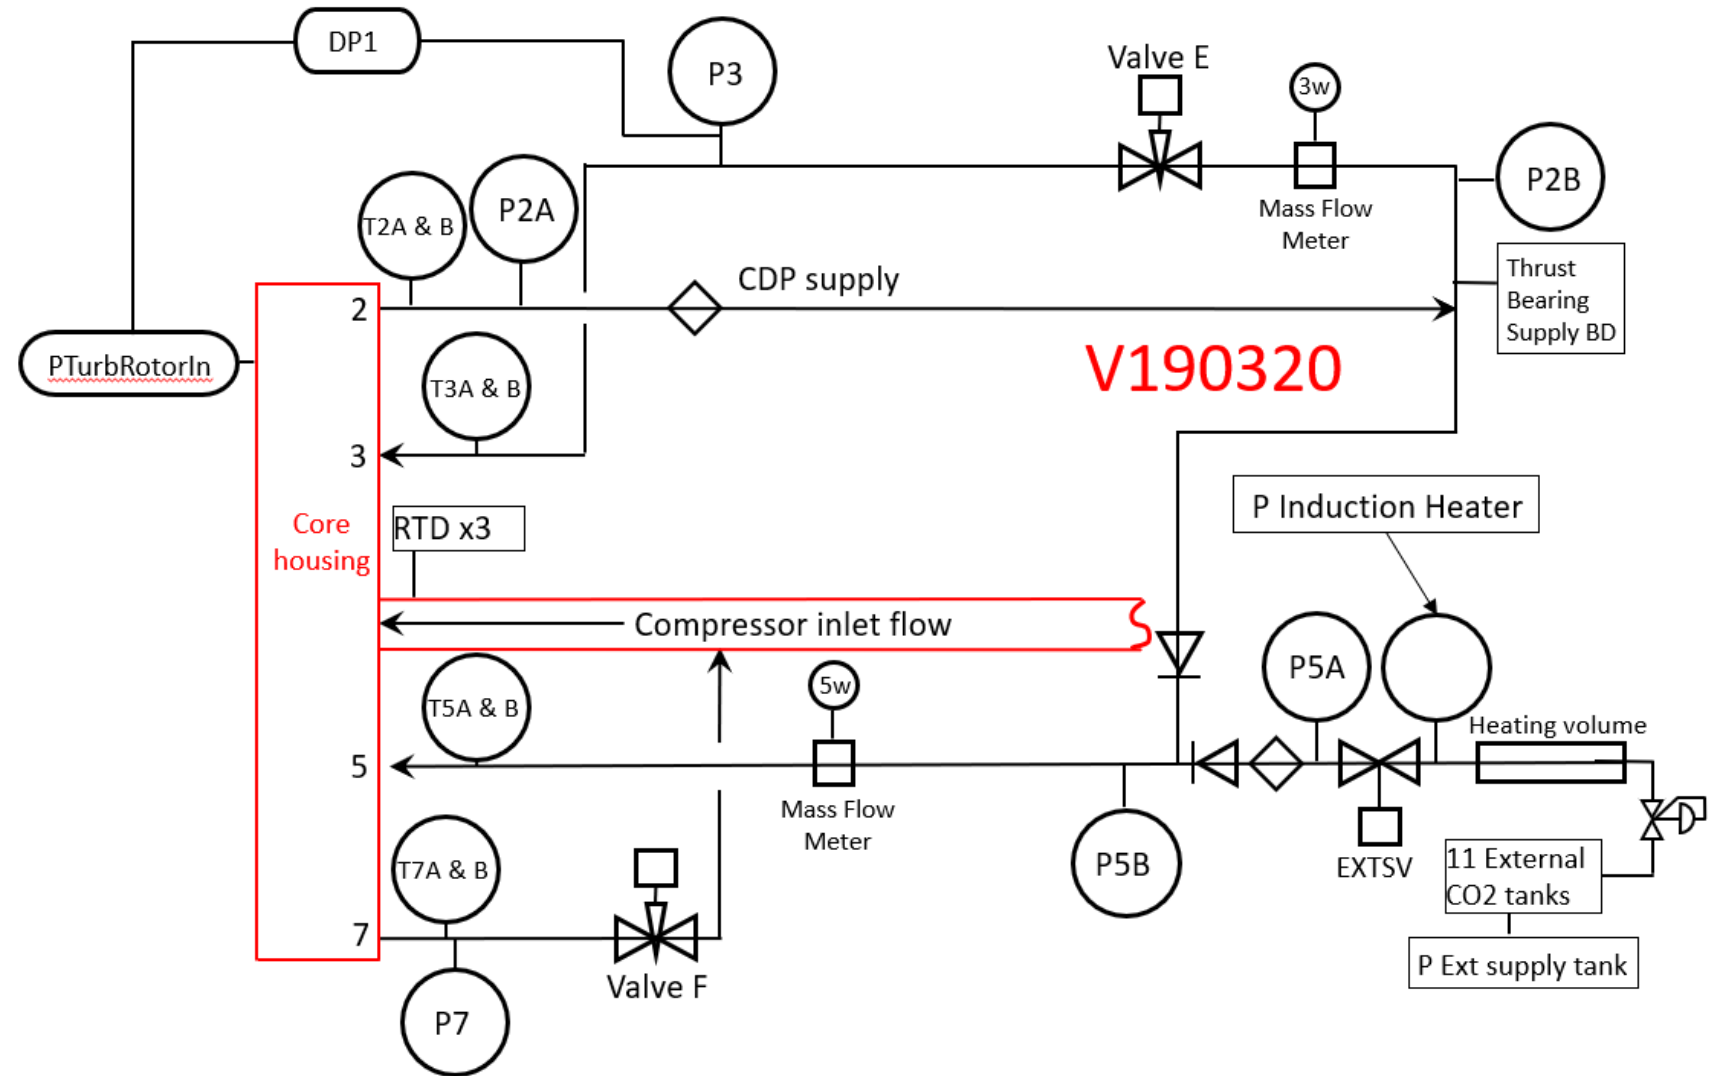 DP1
P3
Valve E
3w
P2B
Mass Flow
Meter
T2A & B
P2A
CDP supply
Thrust
Bearing
Supply BD
2
PTurbRotorIn
V190320
T3A & B
3
Core
housing
RTD x3
P Induction Heater
Compressor inlet flow
T5A & B
5w
P5A
Heating volume
5
Mass Flow
Meter
P5B
EXTSV
11 External
CO2 tanks
P Ext supply tank
T7A & B
7
Valve F
P7